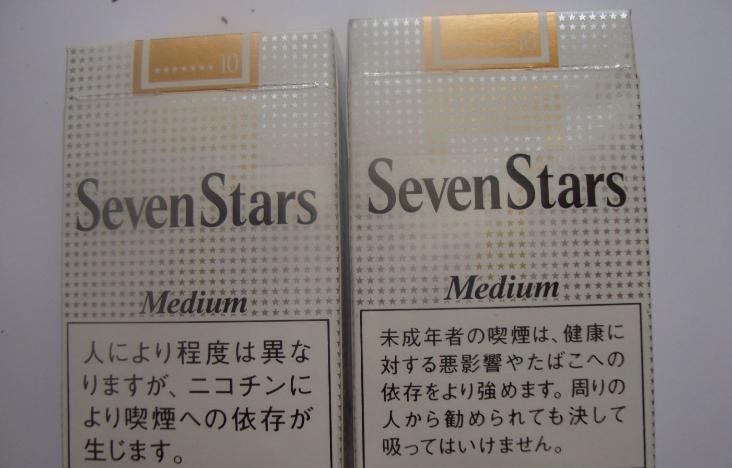 10
SevenStars
Medium
人により程度は異な
りますが、ニコチンに
より喫煙への依存が
生じます。
10
SevenStars
Medium
未成年者の喫煙は、健康に
対する悪影響やたばこへの
依存をより強めます。周りの
人から勧められても決して
吸ってはいけません。